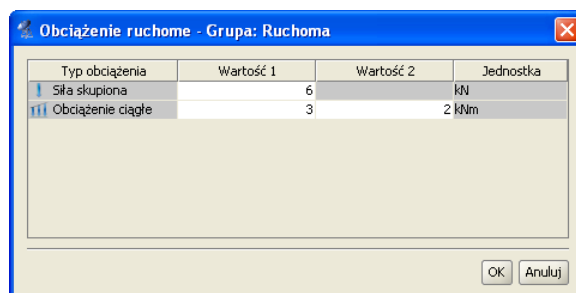 Obciążenie ruchome - Grupa: Ruchoma
Typ obciążenia Wartość 1 Wartość 2 Jednostka
Siła skupiona 6 kN
Obciążenie ciągłe 3 2 kNm
OK Anuluj